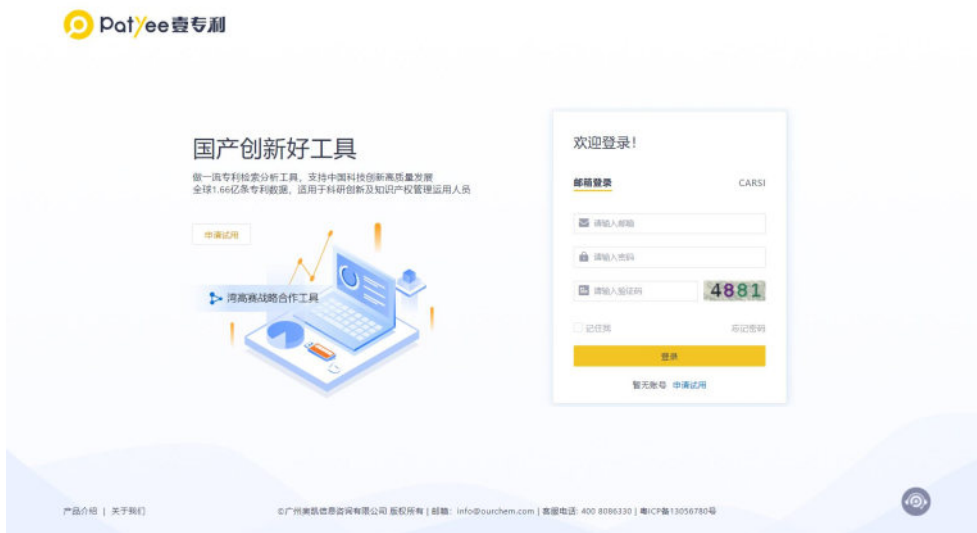 Patyee壹专利
国产创新好工具
做一流专利检索分析工具，支持中国科技创新高质量发展
全球1.66亿条专利数据，适用于科研创新及知识产权管理运用人员
申请试用
湾高赛战略合作工具
欢迎登录！
邮箱登录 CARSI
请输入邮箱
请输入密码
请输入验证码 4881
记住我 忘记密码
登录
暂无账号 申请试用
产品介绍 | 关于我们
©广州奥凯信息咨询有限公司 版权所有 | 邮箱：info@ourchem.com | 客服电话: 400 8086330 | 粤ICP备13056780号